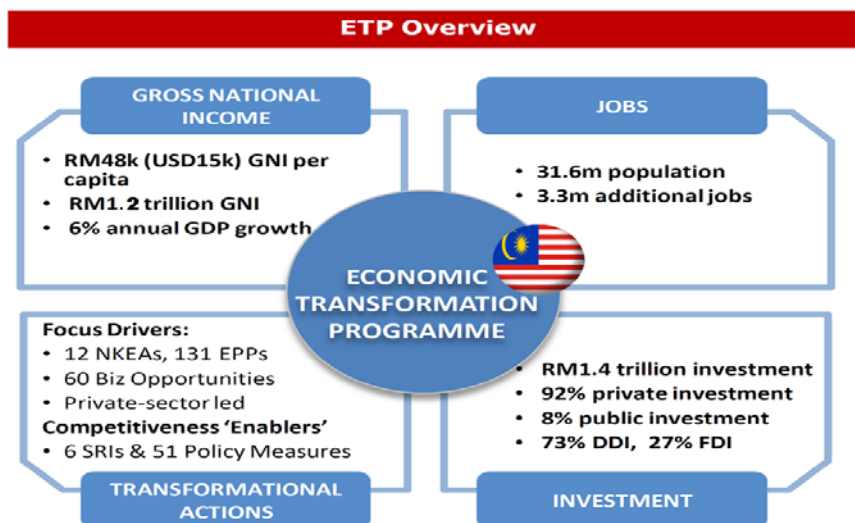 ETP Overview
GROSS NATIONAL
INCOME
• RM48k (USD15k) GNI per
capita
• RM1.2 trillion GNI
• 6% annual GDP growth
JOBS
• 31.6m population
• 3.3m additional jobs
ECONOMIC
TRANSFORMATION
PROGRAMME
Focus Drivers:
• 12 NKEAs, 131 EPPs
• 60 Biz Opportunities
• Private-sector led
Competitiveness ‘Enablers’
• 6 SRIs & 51 Policy Measures
TRANSFORMATIONAL
ACTIONS
• RM1.4 trillion investment
• 92% private investment
• 8% public investment
• 73% DDI, 27% FDI
INVESTMENT